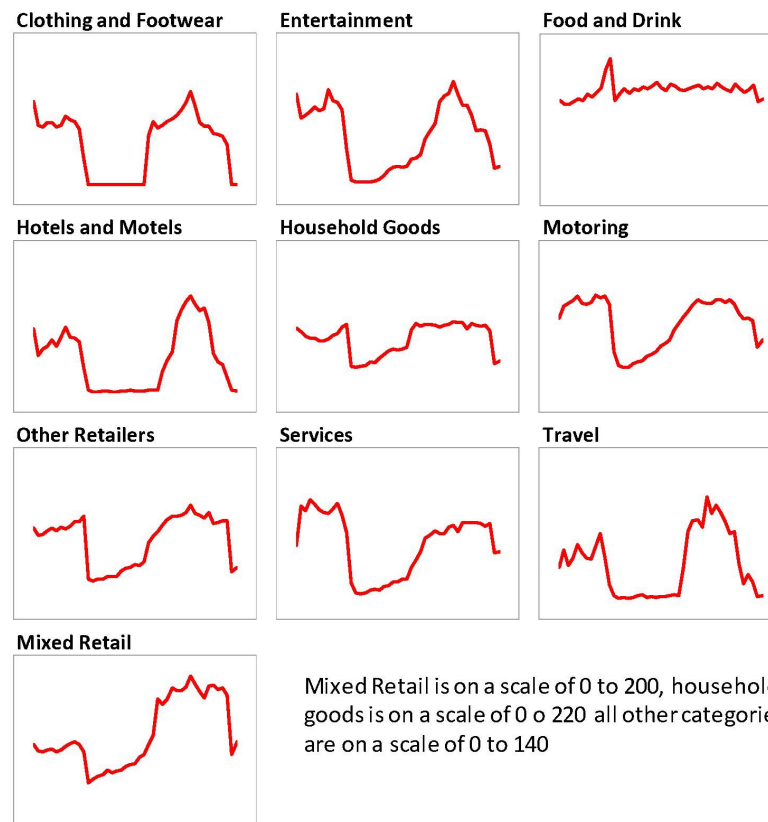 Clothing and Footwear
Entertainment
Food and Drink
Hotels and Motels
Household Goods
Motoring
Other Retailers
Services
Travel
Mixed Retail
Mixed Retail is on a scale of 0 to 200, household
goods is on a scale of 0 o 220 all other categorie
are on a scale of 0 to 140